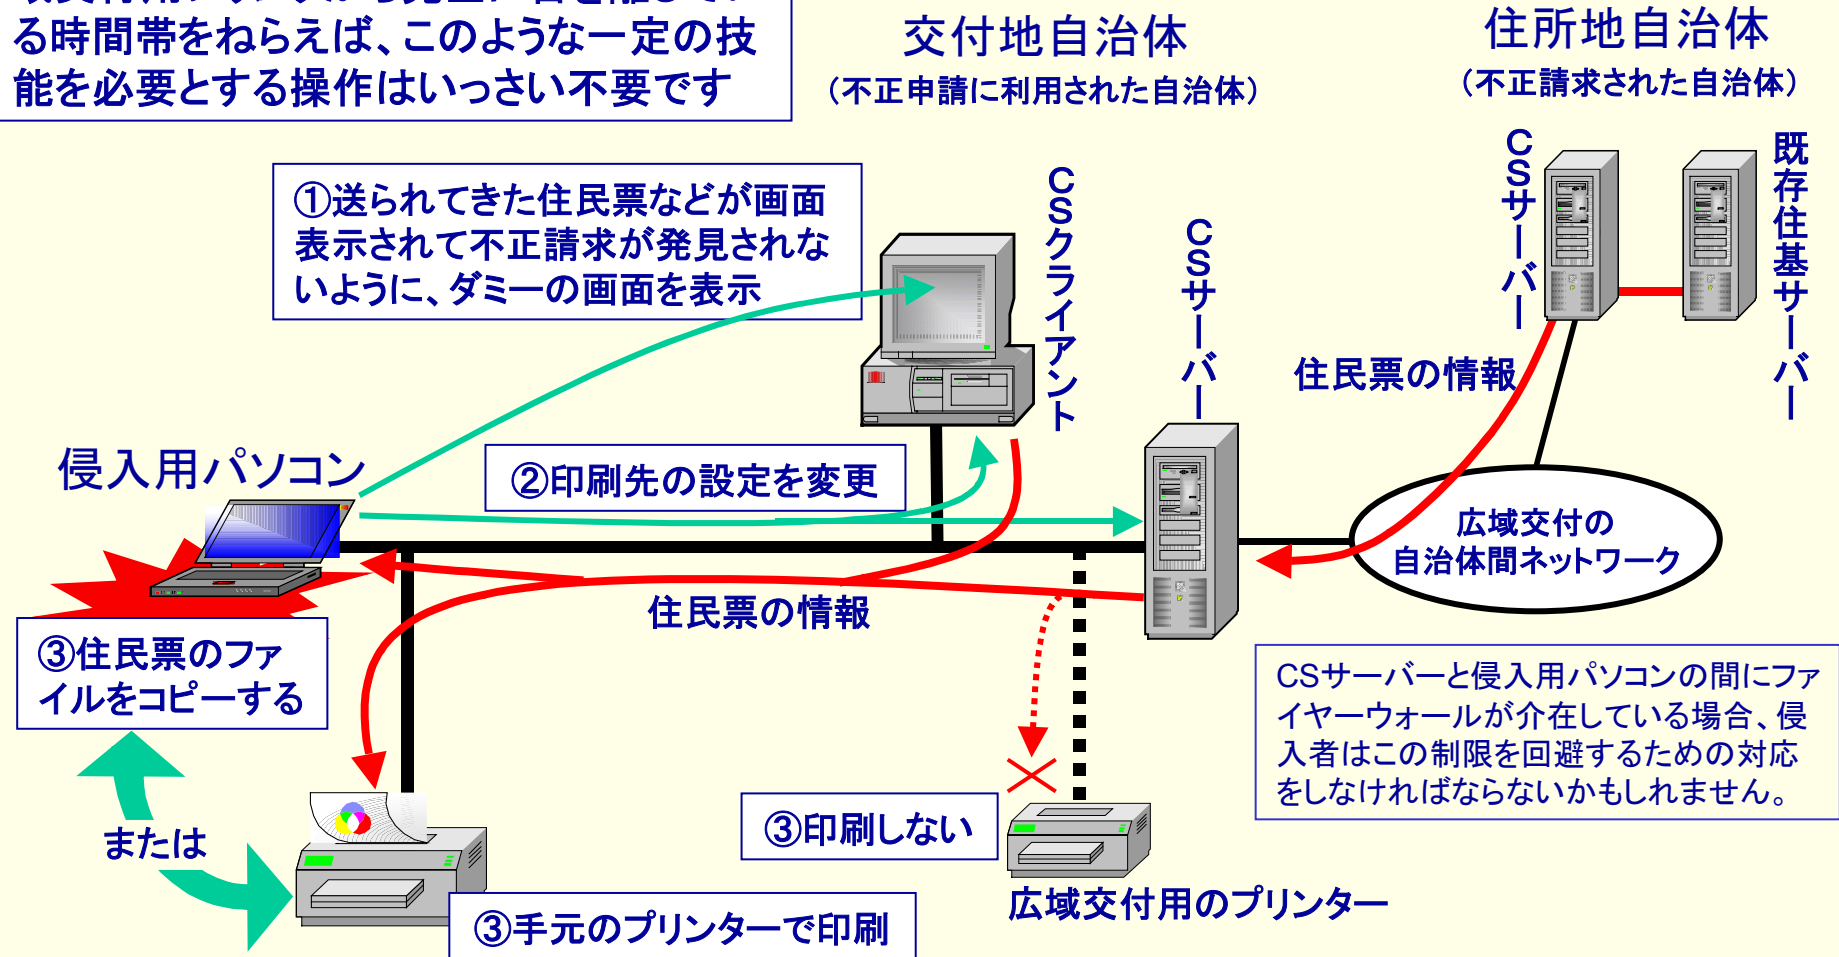 る時間帯をねらえば、このような一定の技
能を必要とする操作はいっさい不要です
交付地自治体
（不正申請に利用された自治体）
住所地自治体
（不正請求された自治体）
①送られてきた住民票などが画面
表示されて不正請求が発見されな
いように、ダミーの画面を表示
CSクライアント
CSサーバー
CSサーバー
既存住基サーバー
住民票の情報
侵入用パソコン
②印刷先の設定を変更
広域交付の
自治体間ネットワーク
住民票の情報
③住民票のファ
イルをコピーする
CSサーバーと侵入用パソコンの間にファ
イヤーウォールが介在している場合、侵
入者はこの制限を回避するための対応
をしなければならないかもしれません。
または
③印刷しない
広域交付用のプリンター
③手元のプリンターで印刷